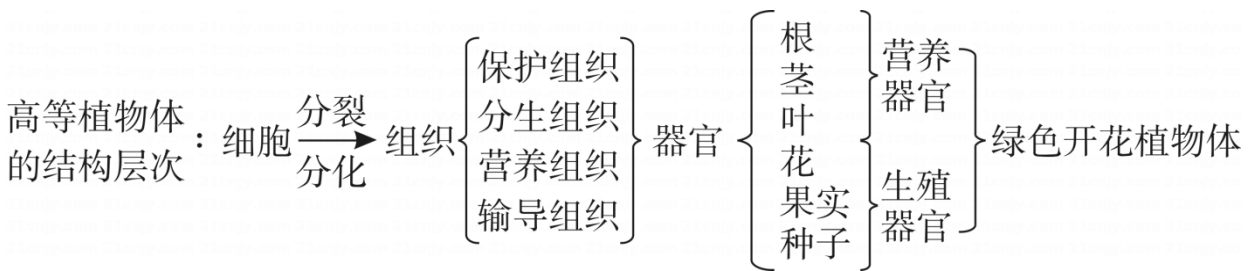 高等植物体
的结构层次
：细胞
分裂
分化
组织
保护组织
分生组织
营养组织
输导组织
器官
根
茎
叶
花
果实
种子
营养
器官
生殖
器官
绿色开花植物体